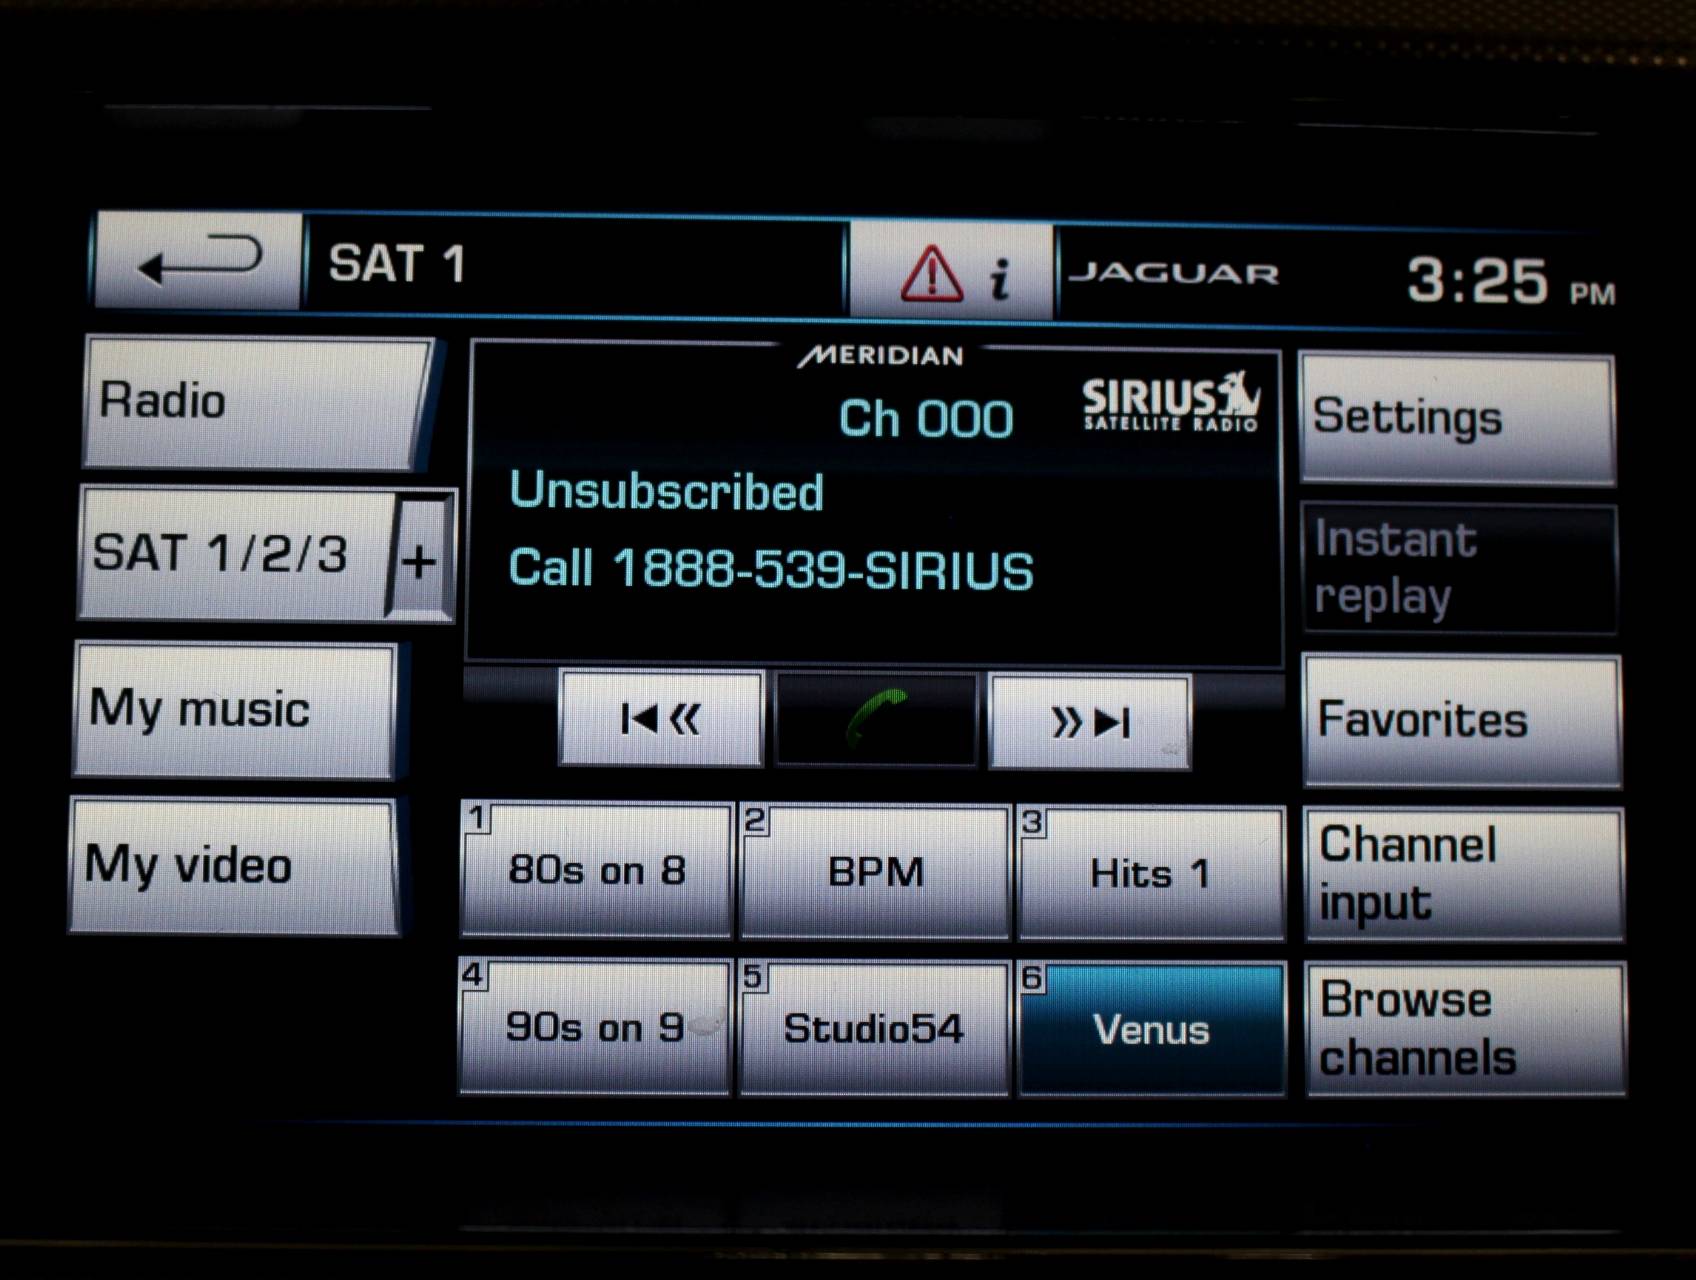 SAT 1
i
JAGUAR
3:25 PM
Radio
SAT 1/2/3 +
My music
My video
MERIDIAN
Ch 000
SIRIUS
SATELLITE RADIO
Unsubscribed
Call 1888-539-SIRIUS
1
80s on 8
2
BPM
3
Hits 1
4
90s on 9
5
Studio54
6
Venus
Settings
Instant
replay
Favorites
Channel
input
Browse
channels